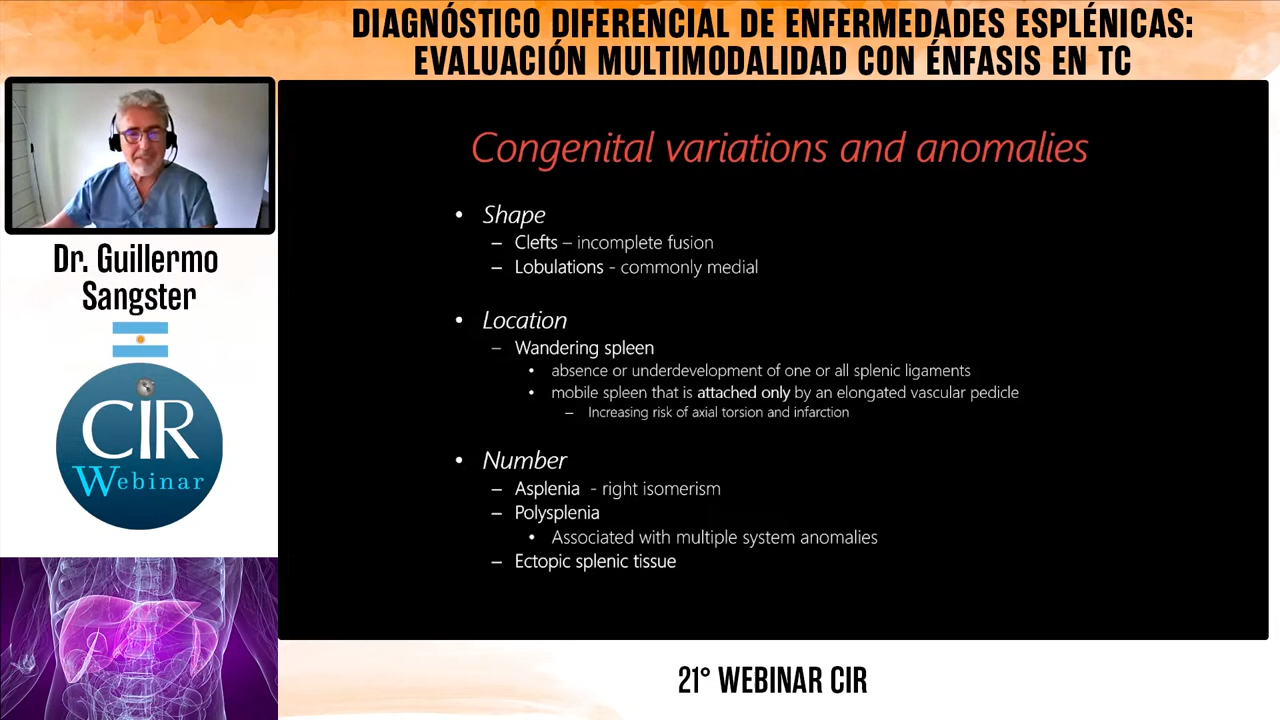 DIAGNÓSTICO DIFERENCIAL DE ENFERMEDADES ESPLÉNICAS:
EVALUACIÓN MULTIMODALIDAD CON ÉNFASIS EN TC
Dr. Guillermo
Sangster
CIR
Webinar
Congenital variations and anomalies
• Shape
– Clefts – incomplete fusion
– Lobulations - commonly medial
• Location
– Wandering spleen
• absence or underdevelopment of one or all splenic ligaments
• mobile spleen that is attached only by an elongated vascular pedicle
– Increasing risk of axial torsion and infarction
• Number
– Asplenia - right isomerism
– Polysplenia
• Associated with multiple system anomalies
– Ectopic splenic tissue
21° WEBINAR CIR